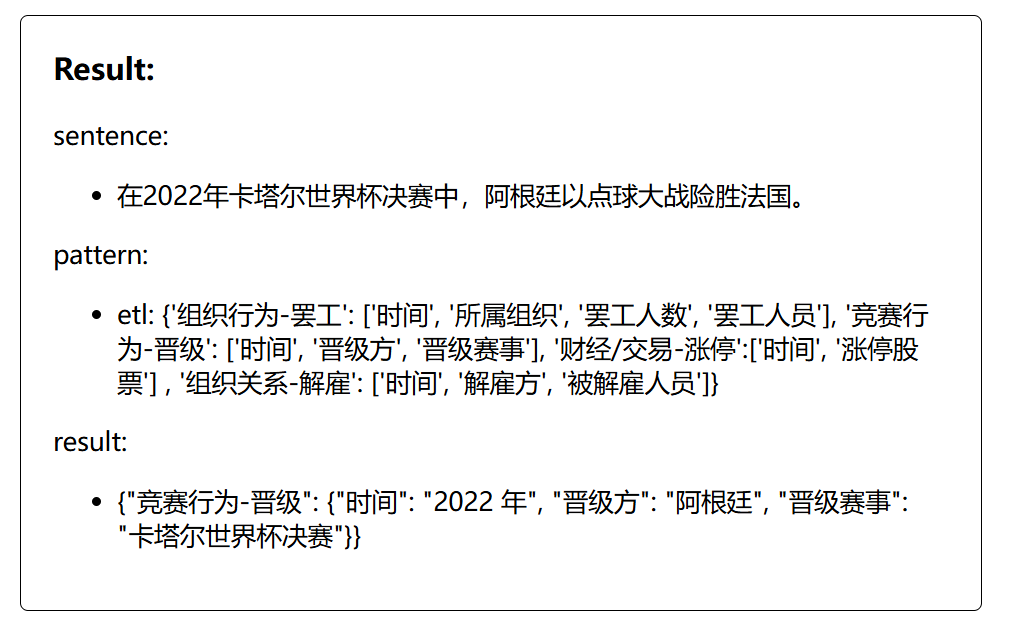 Result:
sentence:
在2022年卡塔尔世界杯决赛中，阿根廷以点球大战险胜法国。
pattern:
etl: {'组织行为-罢工': ['时间', '所属组织', '罢工人数', '罢工人员'], '竞赛行
为-晋级': ['时间', '晋级方', '晋级赛事'], '财经/交易-涨停':['时间', '涨停股
票'] , '组织关系-解雇': ['时间', '解雇方', '被解雇人员']}
result:
{"竞赛行为-晋级": {"时间": "2022 年", "晋级方": "阿根廷", "晋级赛事":
"卡塔尔世界杯决赛"}}